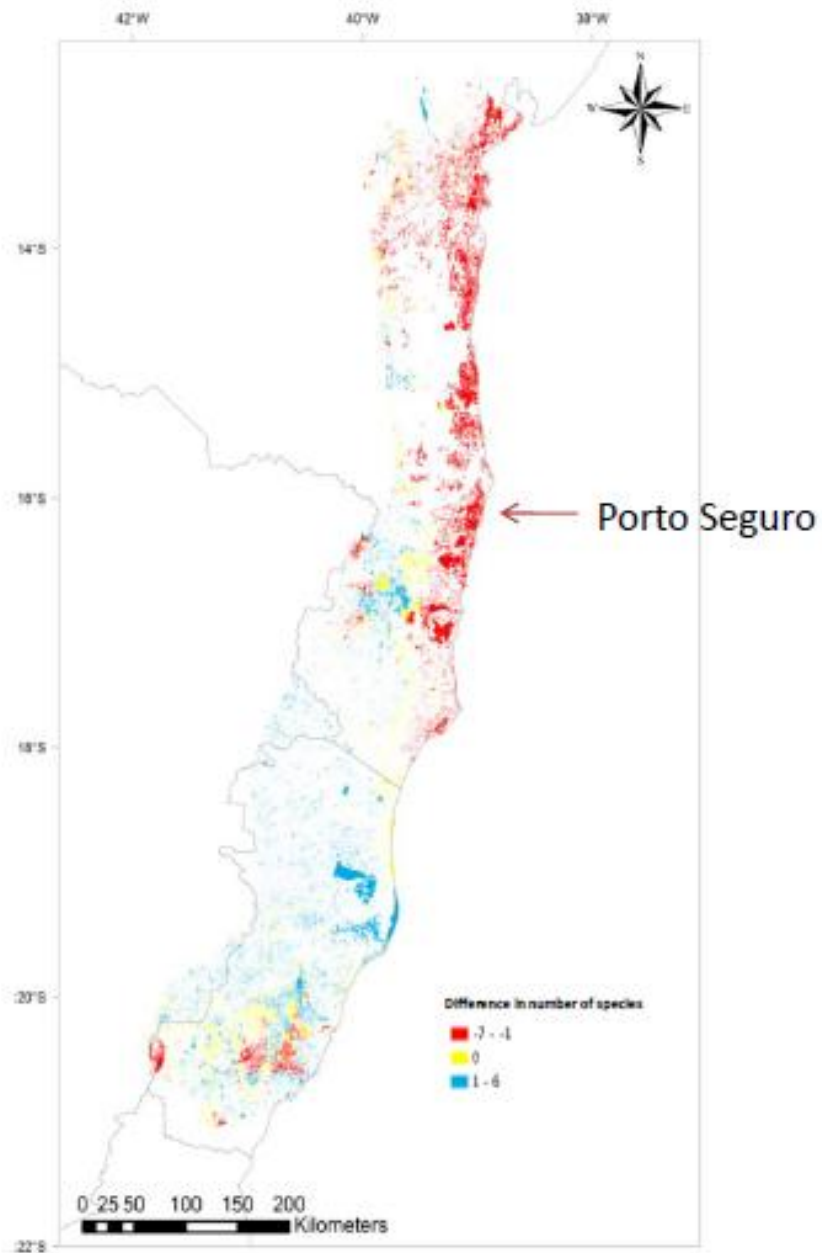 42°W 40°W 38°W
N
W E
S
14°S
16°S
Porto Seguro
18°S
20°S
Difference in number of species
-7 - -1
0
1 - 6
0 25 50 100 150 200
Kilometers
22°S